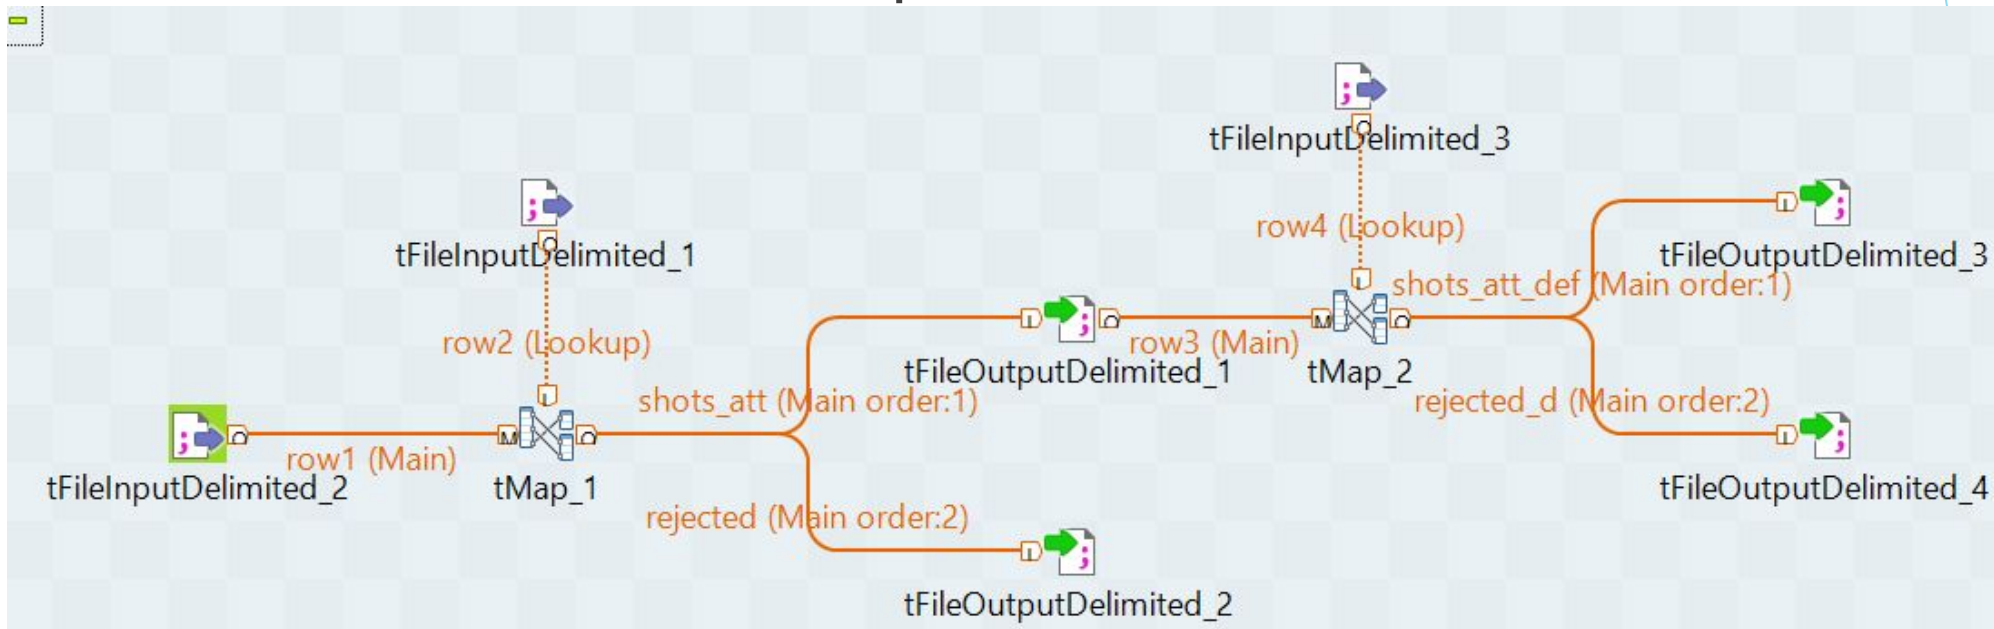 tFileInputDelimited_3
row4 (Lookup)
tFileInputDelimited_1
tFileOutputDelimited_3
shots_att_def (Main order:1)
row2 (Lookup)
row3 (Main)
tFileOutputDelimited_1
tMap_2
shots_att (Main order:1)
rejected_d (Main order:2)
row1 (Main)
tFileInputDelimited_2
tMap_1
tFileOutputDelimited_4
rejected (Main order:2)
tFileOutputDelimited_2